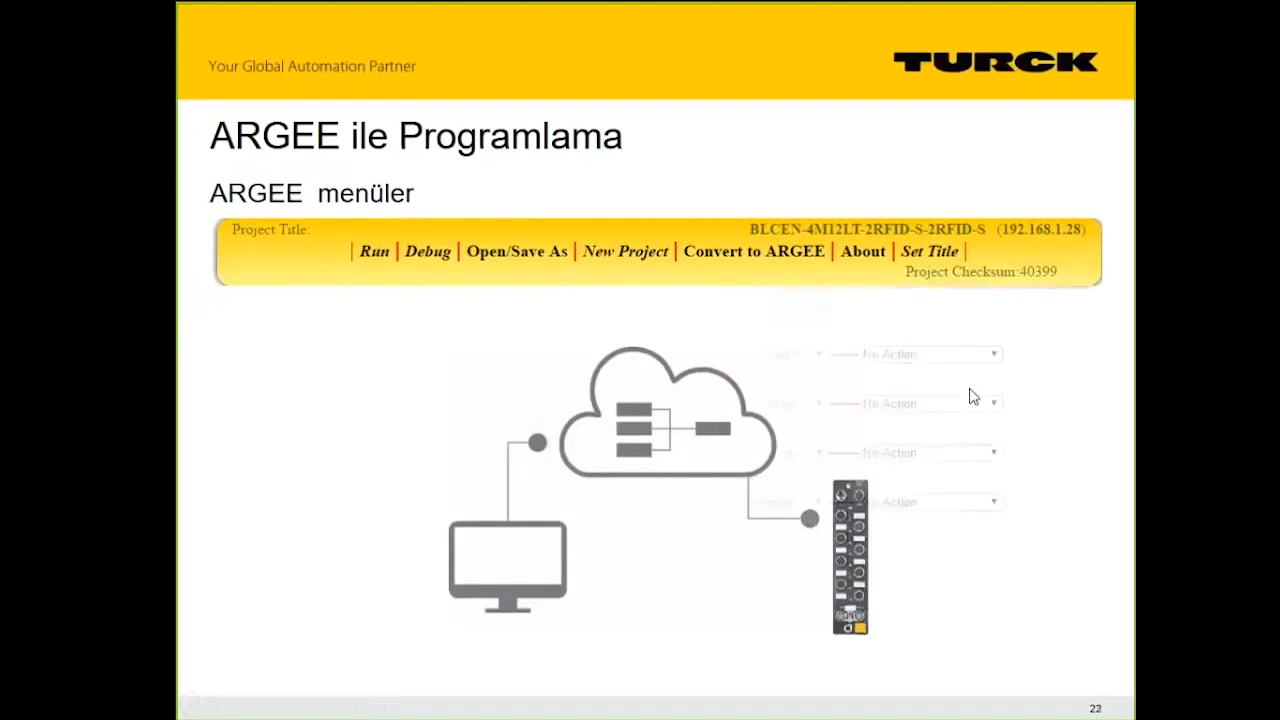 Your Global Automation Partner
TURCK
ARGEE ile Programlama
ARGEE menüler
Project Title:
BLCEN-4M12LT-2RFID-S-2RFID-S (192.168.1.28)
| Run | Debug | Open/Save As | New Project | Convert to ARGEE | About | Set Title |
Project Checksum:40399
No Action
No Action
No Action
Action
22